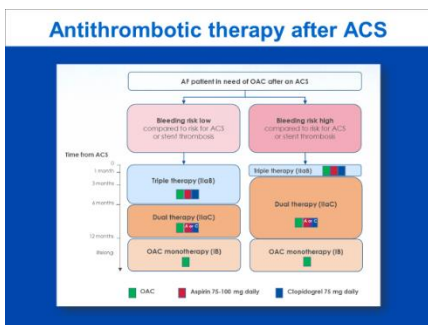 Antithrombotic therapy after ACS
AF patient in need of OAC after an ACS
Bleeding risk low
compared to risk for ACS
or stent thrombosis
Bleeding risk high
compared to risk for ACS
or stent thrombosis
Time from ACS
0
1 month
3 months
6 months
12 months
lifelong
Triple therapy (IIaB)
Dual therapy (IIaC)
A or C
OAC monotherapy (IB)
Triple therapy (IIaB)
Dual therapy (IIaC)
A or C
OAC monotherapy (IB)
OAC
Aspirin 75-100 mg daily
Clopidogrel 75 mg daily